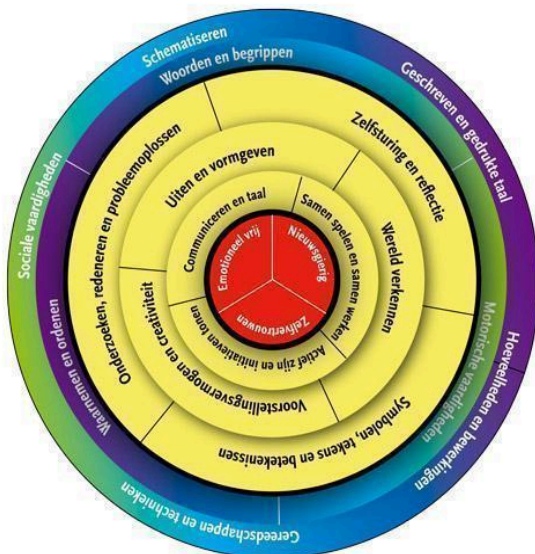 Schematiseren
Woorden en begrippen
Geschreven en gedrukte taal
Sociale vaardigheden
Onderzoeken, redeneren en probleemoplossen
Zelfsturing en reflectie
Uiten en vormgeven
Communiceren en taal
Samen spelen en samen werken
Wereld verkennen
Emotioneel vrij
Nieuwsgierig
Zelfvertrouwen
Actief zijn en initiatieven tonen
Voorstellingsvermogen en creativiteit
Symbolen, tekens en betekenissen
Waarnemen en ordenen
Motorische vaardigheden
Hoeveelheden en bewerkingen
Gereedschappen en technieken